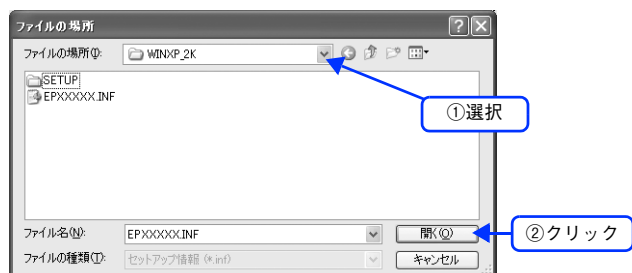 ファイルの場所
ファイルの場所(I): WINXP_2K
SETUP
EPXXXXXX.INF
①選択
ファイル名(N): EPXXXXXX.INF 開く(O)
②クリック
ファイルの種類(T): セットアップ情報 (*.inf) キャンセル